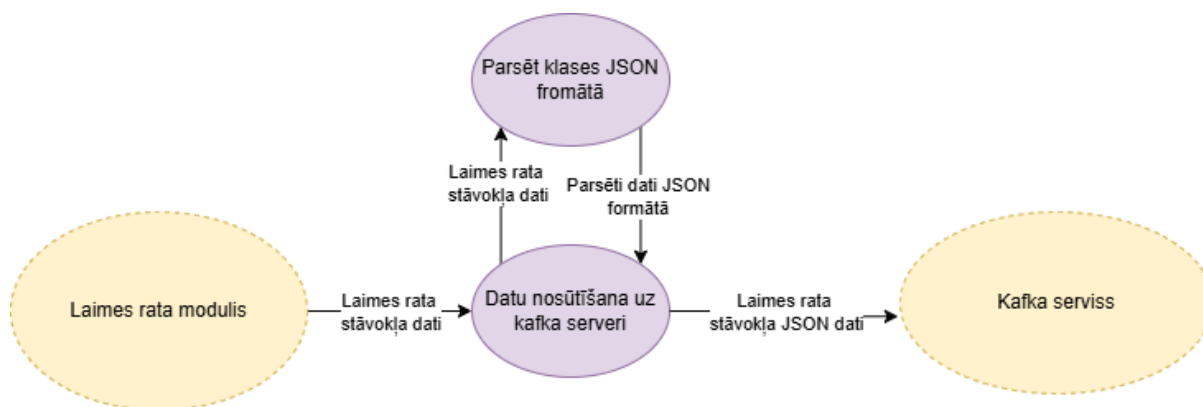 Parsēt klases JSON
fromātā
Laimes rata
stāvokļa dati
Parsēti dati JSON
formātā
Laimes rata modulis
Laimes rata
stāvokļa dati
Datu nosūtīšana uz
kafka serveri
Laimes rata
stāvokļa JSON dati
Kafka serviss